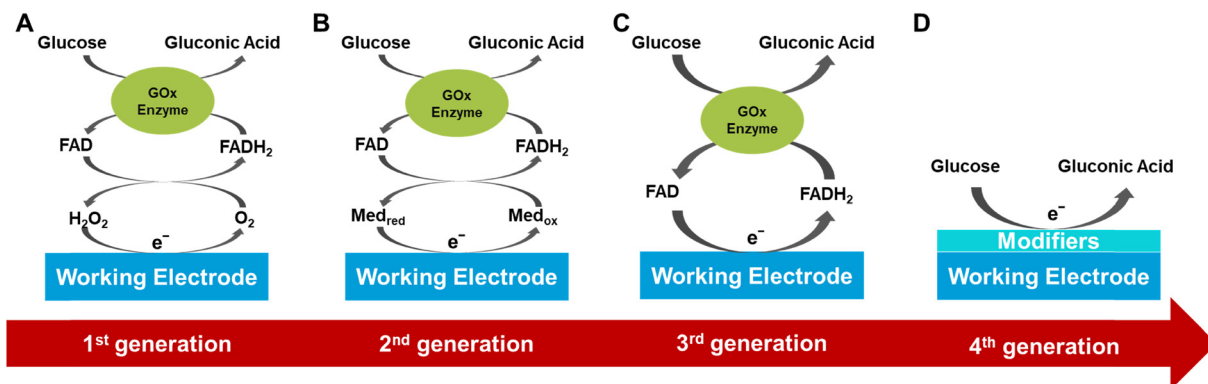 A
Glucose
Gluconic Acid
GOx
Enzyme
FAD
FADH₂
H₂O₂
O₂
e⁻
Working Electrode
B
Glucose
Gluconic Acid
GOx
Enzyme
FAD
FADH₂
Med_red
Med_ox
e⁻
Working Electrode
C
Glucose
Gluconic Acid
GOx
Enzyme
FAD
FADH₂
e⁻
Working Electrode
D
Glucose
Gluconic Acid
e⁻
Modifiers
Working Electrode
1st generation
2nd generation
3rd generation
4th generation